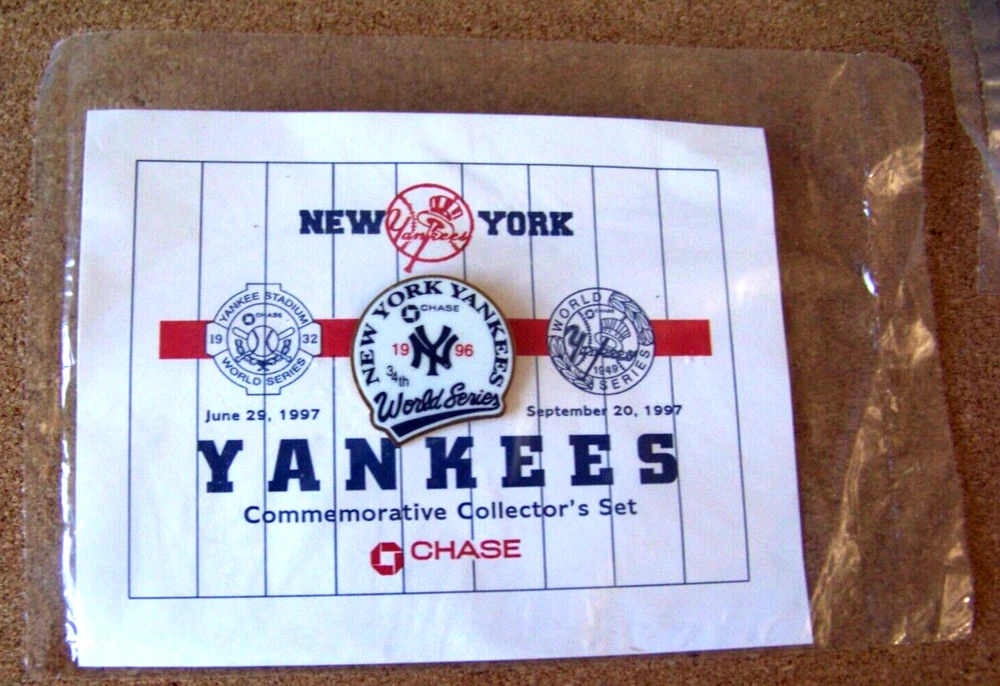 NEW Yankees YORK
YANKEE STADIUM
CHASE
19 32
WORLD SERIES
NEW YORK YANKEES
CHASE
19 NY 96
34th
World Series
WORLD
CHASE
Yankees
1949
SERIES
June 29, 1997
September 20, 1997
YANKEES
Commemorative Collector's Set
CHASE